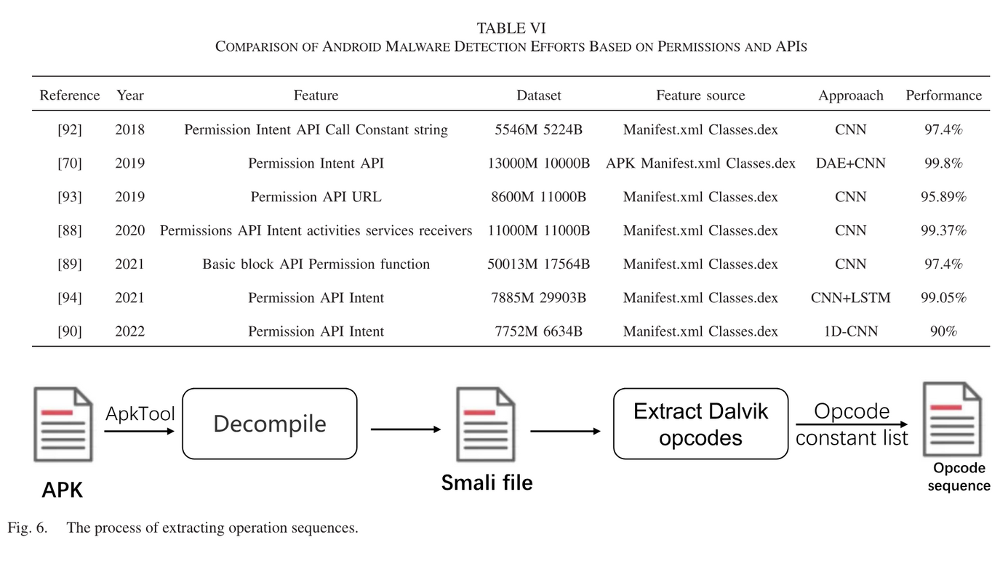 TABLE VI
COMPARISON OF ANDROID MALWARE DETECTION EFFORTS BASED ON PERMISSIONS AND APIS
Reference Year Feature Dataset Feature source Approaach Performance
[92] 2018 Permission Intent API Call Constant string 5546M 5224B Manifest.xml Classes.dex CNN 97.4%
[70] 2019 Permission Intent API 13000M 10000B APK Manifest.xml Classes.dex DAE+CNN 99.8%
[93] 2019 Permission API URL 8600M 11000B Manifest.xml Classes.dex CNN 95.89%
[88] 2020 Permissions API Intent activities services receivers 11000M 11000B Manifest.xml Classes.dex CNN 99.37%
[89] 2021 Basic block API Permission function 50013M 17564B Manifest.xml Classes.dex CNN 97.4%
[94] 2021 Permission API Intent 7885M 29903B Manifest.xml Classes.dex CNN+LSTM 99.05%
[90] 2022 Permission API Intent 7752M 6634B Manifest.xml Classes.dex 1D-CNN 90%
APK
ApkTool
Decompile
Smali file
Extract Dalvik
opcodes
Opcode
constant list
Opcode
sequence
Fig. 6. The process of extracting operation sequences.